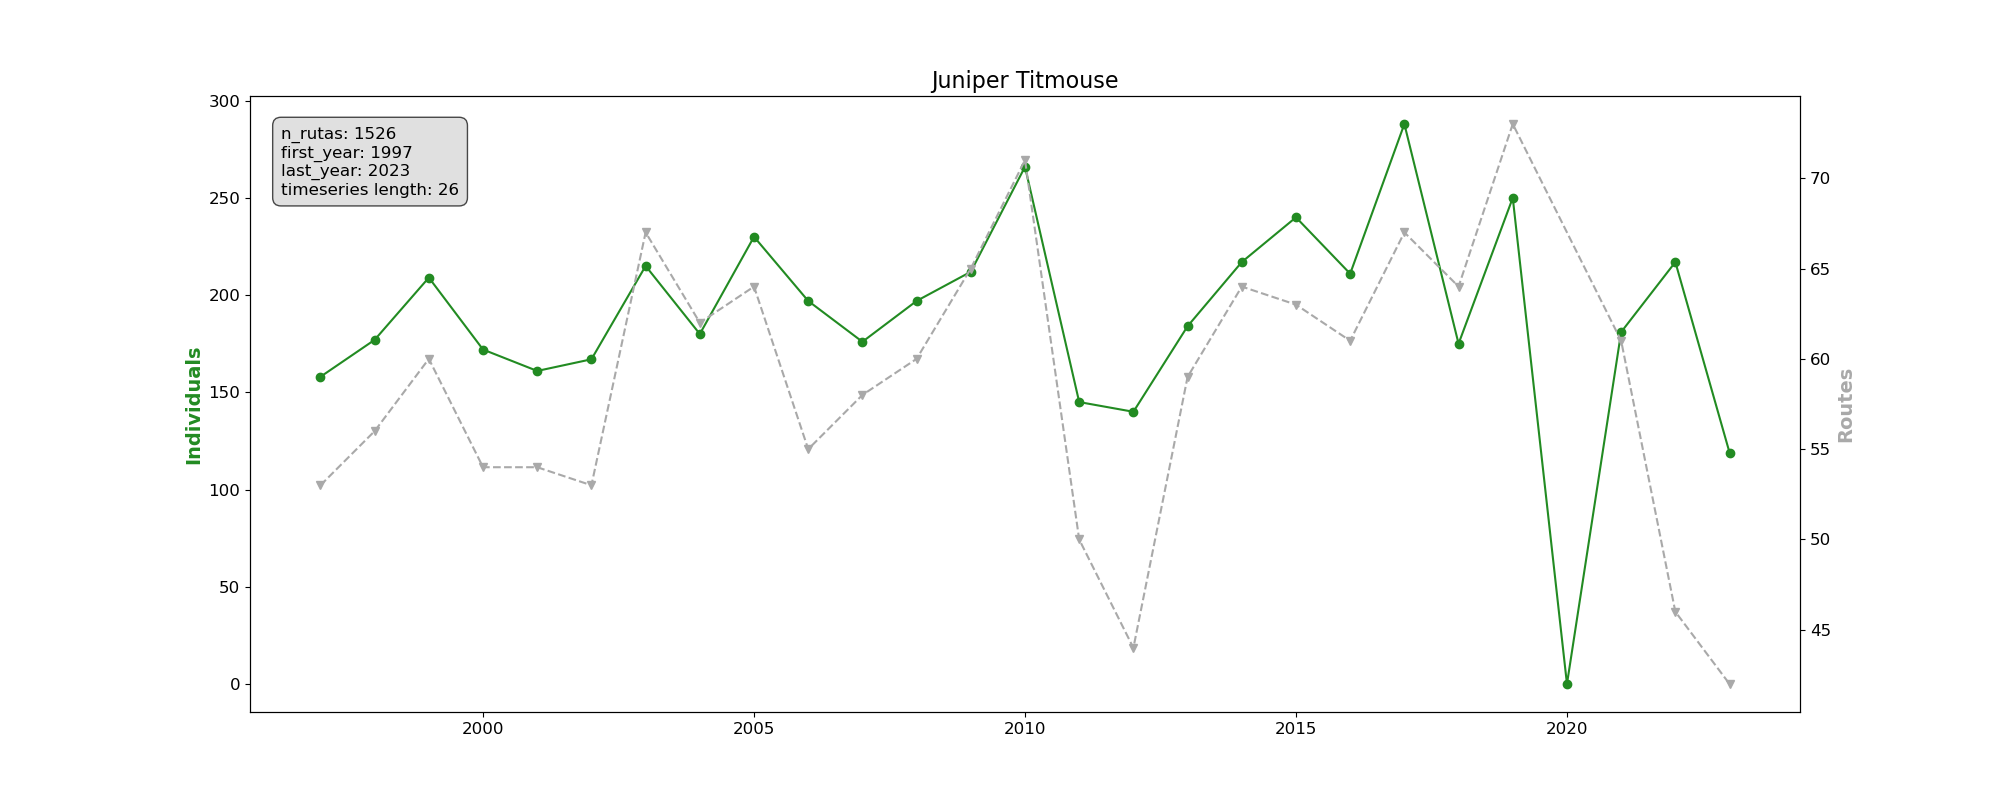 Juniper Titmouse
n_rutas: 1526
first_year: 1997
last_year: 2023
timeseries length: 26
Individuals
300
250
200
150
100
50
0
Routes
70
65
60
55
50
45
2000 2005 2010 2015 2020